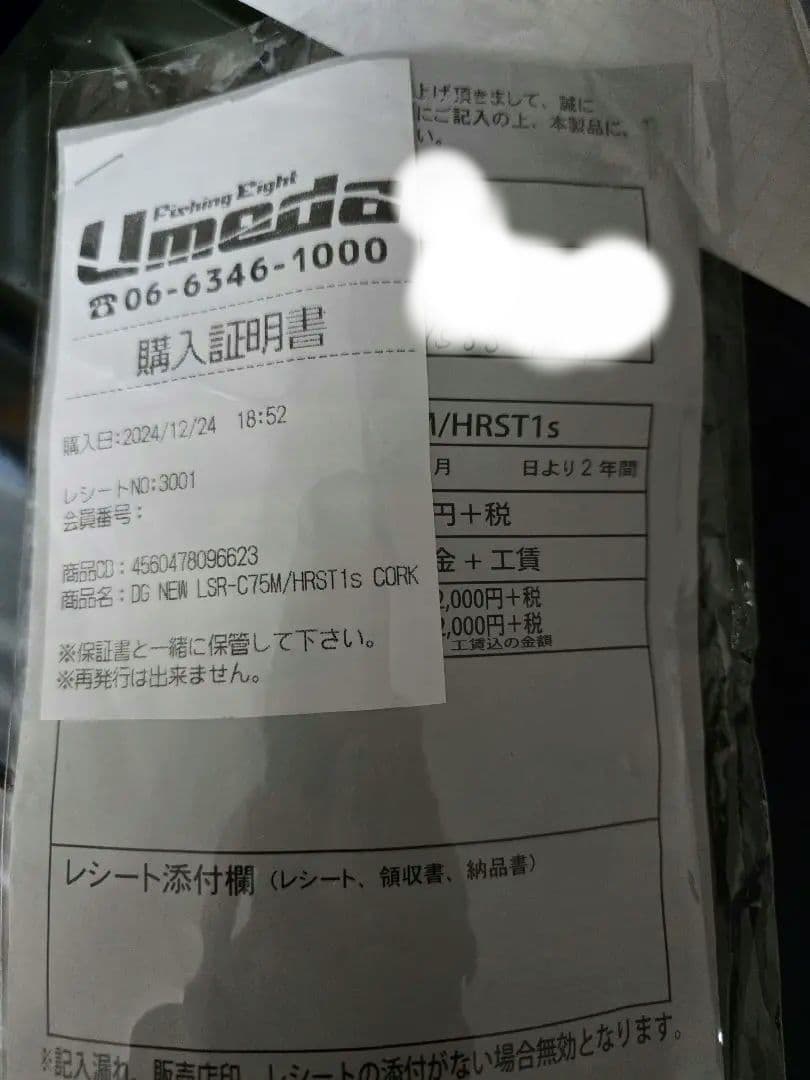 上げ頂きまして、誠に
にご記入の上、本製品に、
い。
Fishing Eight
Umeda
☎06-6346-1000
購入証明書
購入日:2024/12/24 18:52
レシートNO:3001
会員番号:
商品CD:4560478096623
商品名:DG NEW LSR-C75M/HRST1s CORK
※保証書と一緒に保管して下さい。
※再発行は出来ません。
/HRST1s
月 日より2年間
円+税
金+工賃
2,000円+税
2,000円+税
工賃込の金額
レシート添付欄(レシート、領収書、納品書)
※記入漏れ、販売店印、レシートの添付がない場合無効となります。